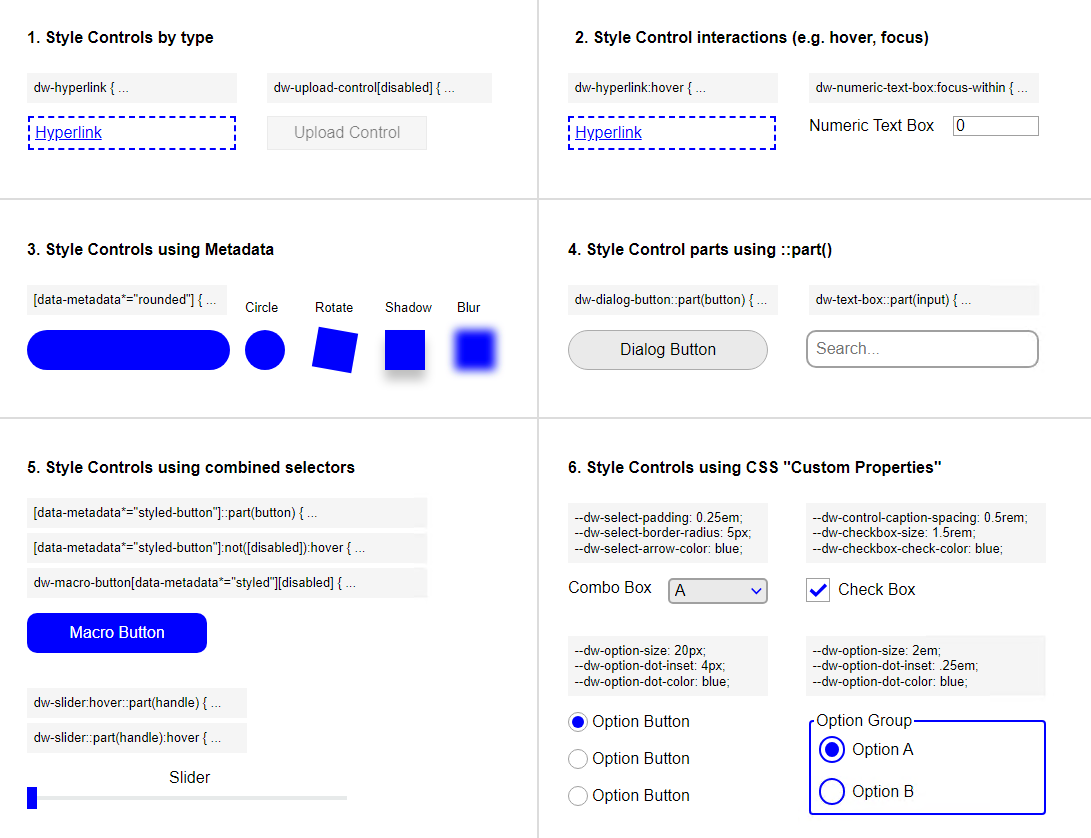 1. Style Controls by type
dw-hyperlink { ...
dw-upload-control[disabled] { ...
Hyperlink
Upload Control
2. Style Control interactions (e.g. hover, focus)
dw-hyperlink:hover { ...
dw-numeric-text-box:focus-within { ...
Hyperlink
Numeric Text Box
0
3. Style Controls using Metadata
[data-metadata*="rounded"] { ...
Circle
Rotate
Shadow
Blur
4. Style Control parts using ::part()
dw-dialog-button::part(button) { ...
dw-text-box::part(input) { ...
Dialog Button
Search...
5. Style Controls using combined selectors
[data-metadata*="styled-button"]::part(button) { ...
[data-metadata*="styled-button"]:not([disabled]):hover { ...
dw-macro-button[data-metadata*="styled"][disabled] { ...
Macro Button
dw-slider:hover::part(handle) { ...
dw-slider::part(handle):hover { ...
Slider
6. Style Controls using CSS "Custom Properties"
--dw-select-padding: 0.25em;
--dw-select-border-radius: 5px;
--dw-select-arrow-color: blue;
Combo Box
A
--dw-control-caption-spacing: 0.5rem;
--dw-checkbox-size: 1.5rem;
--dw-checkbox-check-color: blue;
Check Box
--dw-option-size: 20px;
--dw-option-dot-inset: 4px;
--dw-option-dot-color: blue;
Option Button
Option Button
Option Button
--dw-option-size: 2em;
--dw-option-dot-inset: .25em;
--dw-option-dot-color: blue;
Option Group
Option A
Option B